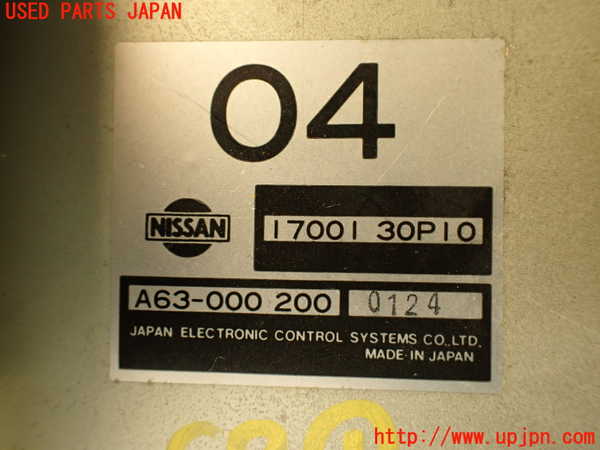 USED PARTS JAPAN
04
NISSAN
17001 30P10
A63-000 200 0124
JAPAN ELECTRONIC CONTROL SYSTEMS CO.,LTD.
MADE·IN JAPAN
http://www.upjpn.com